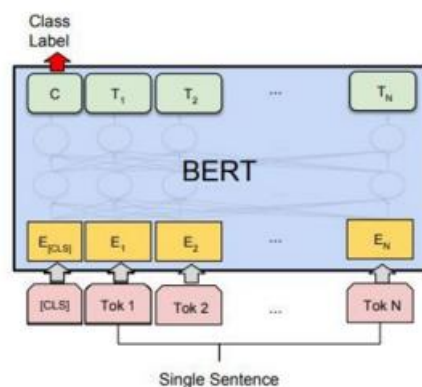 Class
Label
C T₁ T₂ ... Tₙ
BERT
E[CLS] E₁ E₂ ... Eₙ
[CLS] Tok 1 Tok 2 ... Tok N
Single Sentence